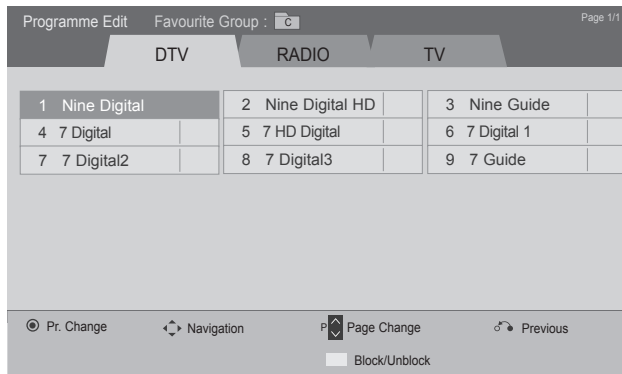 Programme Edit Favourite Group : C Page 1/1
DTV RADIO TV
1 Nine Digital 2 Nine Digital HD 3 Nine Guide
4 7 Digital 5 7 HD Digital 6 7 Digital 1
7 7 Digital2 8 7 Digital3 9 7 Guide
Pr. Change Navigation P Page Change Previous
Block/Unblock